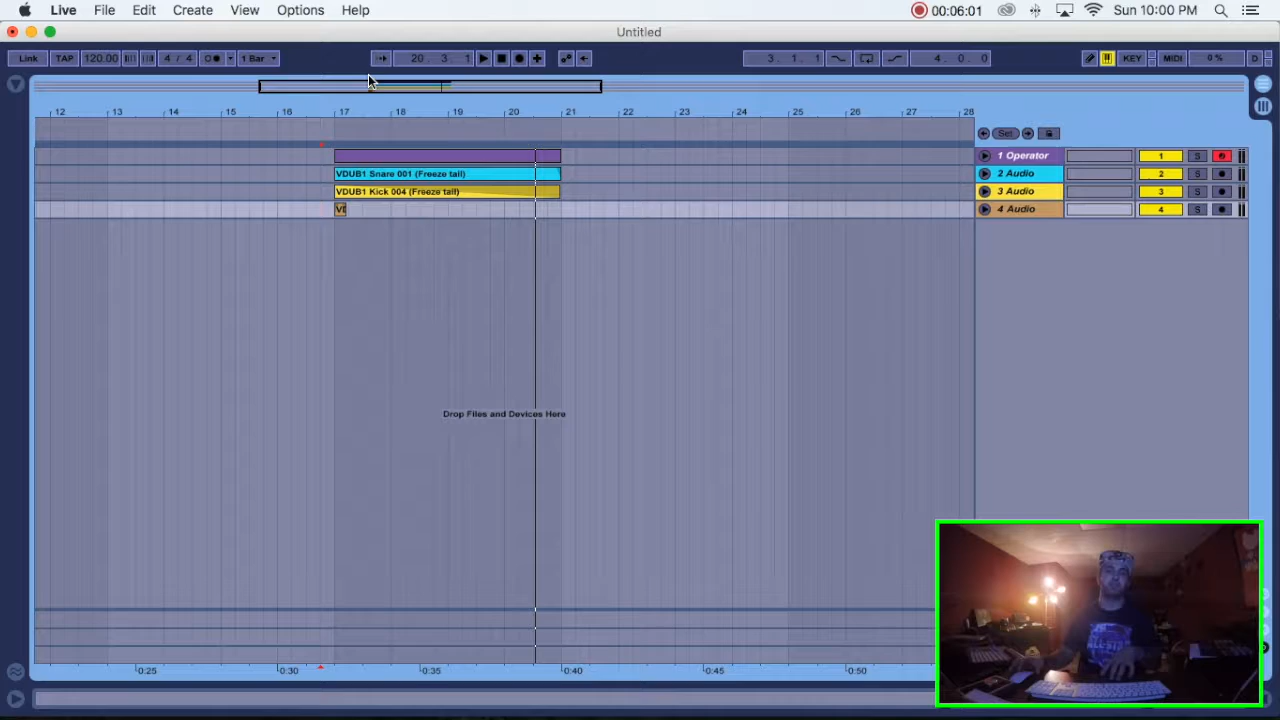 Live File Edit Create View Options Help 00:06:01 Sun 10:00 PM
Untitled
Link TAP 120.00 4 / 4 1 Bar 20. 3. 1 3. 1. 1 4. 0. 0 KEY MIDI 0 % D
12 13 14 15 16 17 18 19 20 21 22 23 24 25 26 27 28
Set
1 Operator 1 S
VDUB1 Snare 001 (Freeze tail) 2 Audio 2 S
VDUB1 Kick 004 (Freeze tail) 3 Audio 3 S
4 Audio 4 S
Drop Files and Devices Here
0:25 0:30 0:35 0:40 0:45 0:50